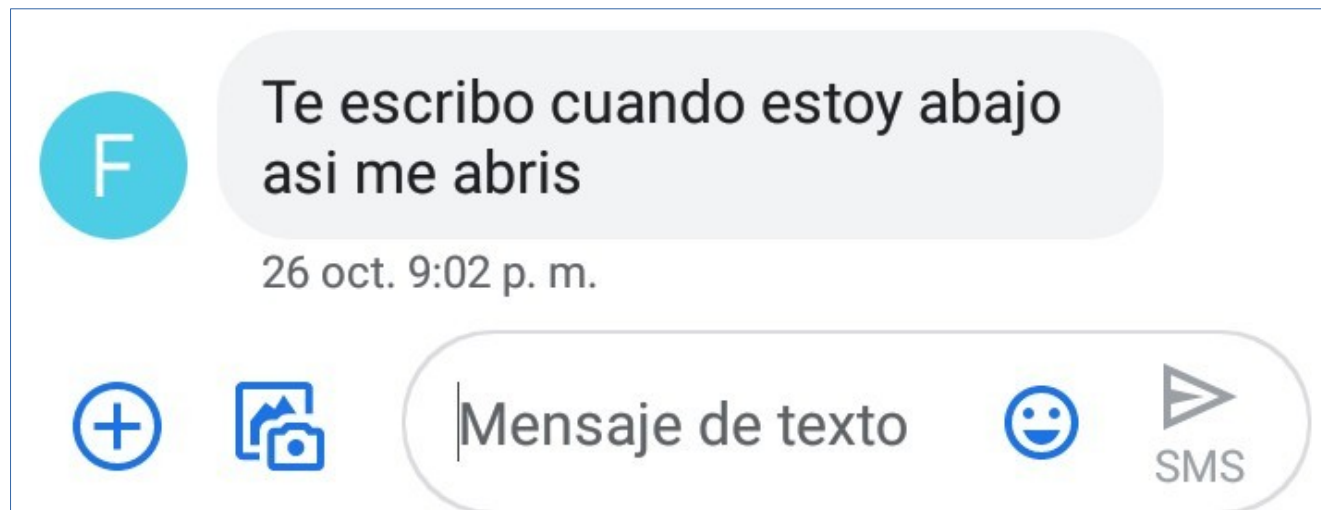 F
Te escribo cuando estoy abajo
asi me abris
26 oct. 9:02 p. m.
Mensaje de texto
SMS